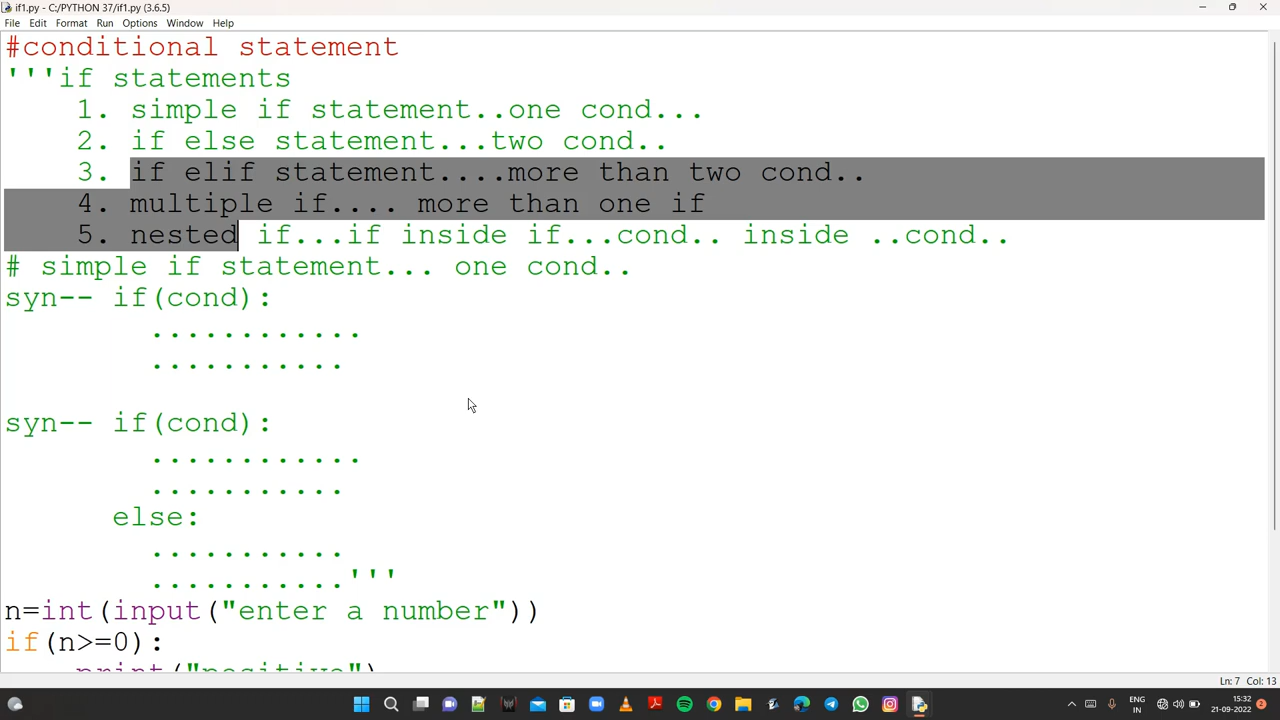 if1.py - C:/PYTHON 37/if1.py (3.6.5)
File Edit Format Run Options Window Help
#conditional statement
'''if statements
1. simple if statement..one cond...
2. if else statement...two cond..
3. if elif statement....more than two cond..
4. multiple if.... more than one if
5. nested if...if inside if...cond.. inside ..cond..
# simple if statement... one cond..
syn-- if(cond):
............
...........
syn-- if(cond):
............
...........
else:
...........
...........'''
n=int(input("enter a number"))
if(n>=0):
print("positive")
Ln: 7 Col: 13
ENG
IN
15:32
21-09-2022
2